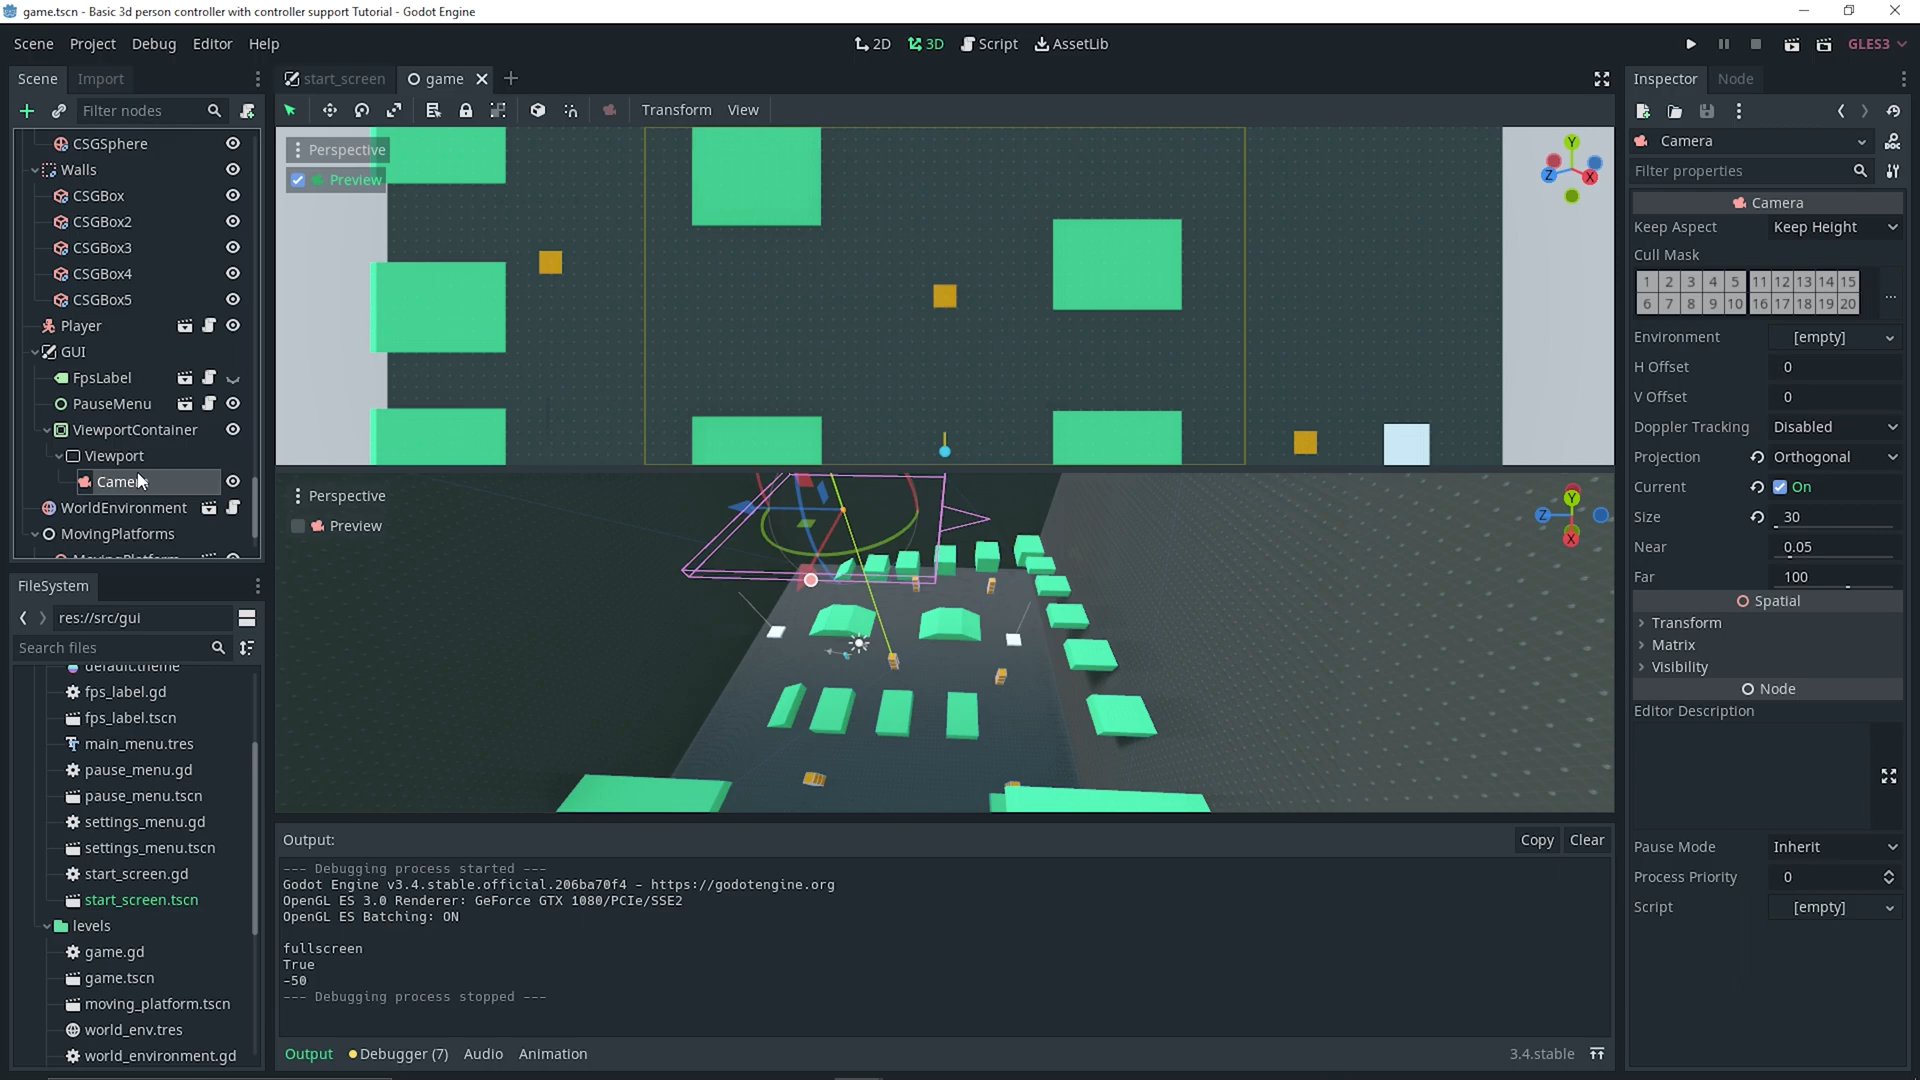 game.tscn - Basic 3d person controller with controller support Tutorial - Godot Engine
Scene Project Debug Editor Help
2D 3D Script AssetLib
GLES3
Scene Import
Filter nodes
CSGSphere
Walls
CSGBox
CSGBox2
CSGBox3
CSGBox4
CSGBox5
Player
GUI
FpsLabel
PauseMenu
ViewportContainer
Viewport
Camera
WorldEnvironment
MovingPlatforms
MovingPlatform
FileSystem
res://src/gui
Search files
default.theme
fps_label.gd
fps_label.tscn
main_menu.tres
pause_menu.gd
pause_menu.tscn
settings_menu.gd
settings_menu.tscn
start_screen.gd
start_screen.tscn
levels
game.gd
game.tscn
moving_platform.tscn
world_env.tres
world_environment.gd
start_screen game
Transform View
Perspective
Preview
Y
Z
X
Perspective
Preview
Y
Z
X
Output:
Copy Clear
--- Debugging process started ---
Godot Engine v3.4.stable.official.206ba70f4 - https://godotengine.org
OpenGL ES 3.0 Renderer: GeForce GTX 1080/PCIe/SSE2
OpenGL ES Batching: ON
fullscreen
True
-50
--- Debugging process stopped ---
Output Debugger (7) Audio Animation
3.4.stable
Inspector Node
Camera
Filter properties
Camera
Keep Aspect Keep Height
Cull Mask
1 2 3 4 5 11 12 13 14 15
6 7 8 9 10 16 17 18 19 20
...
Environment [empty]
H Offset 0
V Offset 0
Doppler Tracking Disabled
Projection Orthogonal
Current On
Size 30
Near 0.05
Far 100
Spatial
Transform
Matrix
Visibility
Node
Editor Description
Pause Mode Inherit
Process Priority 0
Script [empty]